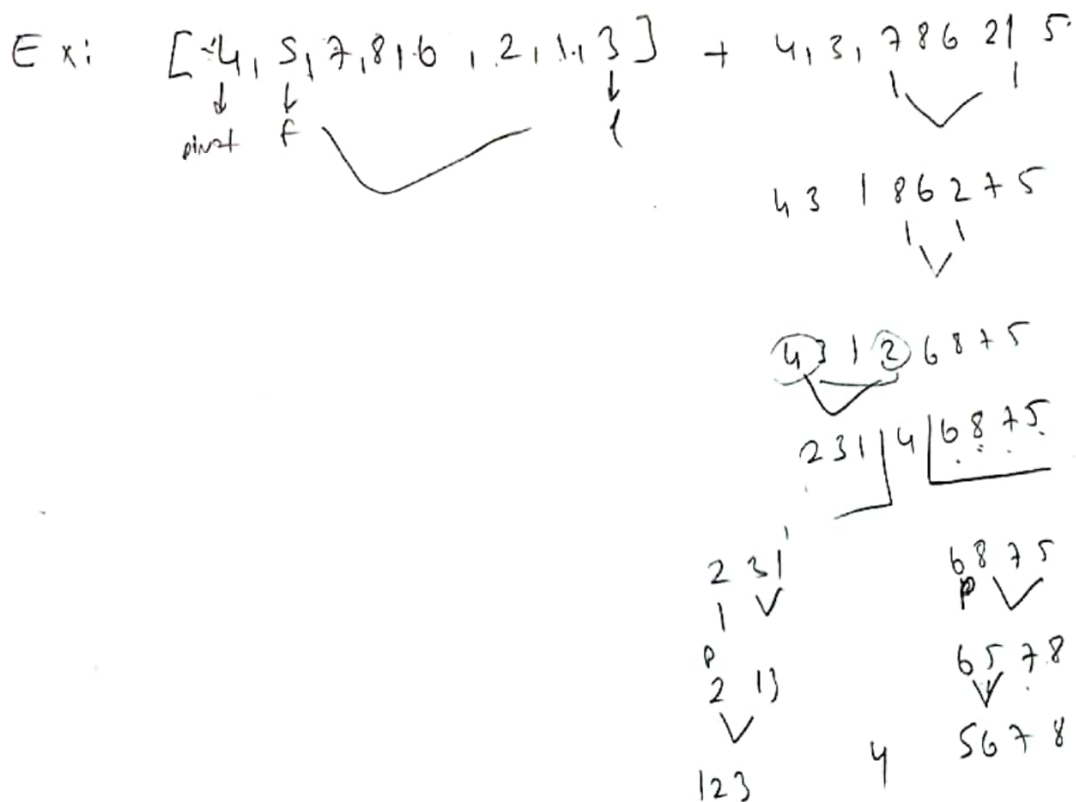 Ex: [4, 5, 7, 8, 6, 2, 1, 3] + 4, 3, 7 8 6 2 1 5
pivot f l
4 3 1 8 6 2 7 5
4 3 1 2 6 8 7 5
2 3 1 | 4 | 6 8 7 5
2 3 1 6 8 7 5
P
P
2 1 3 6 5 7 8
1 2 3 4 5 6 7 8